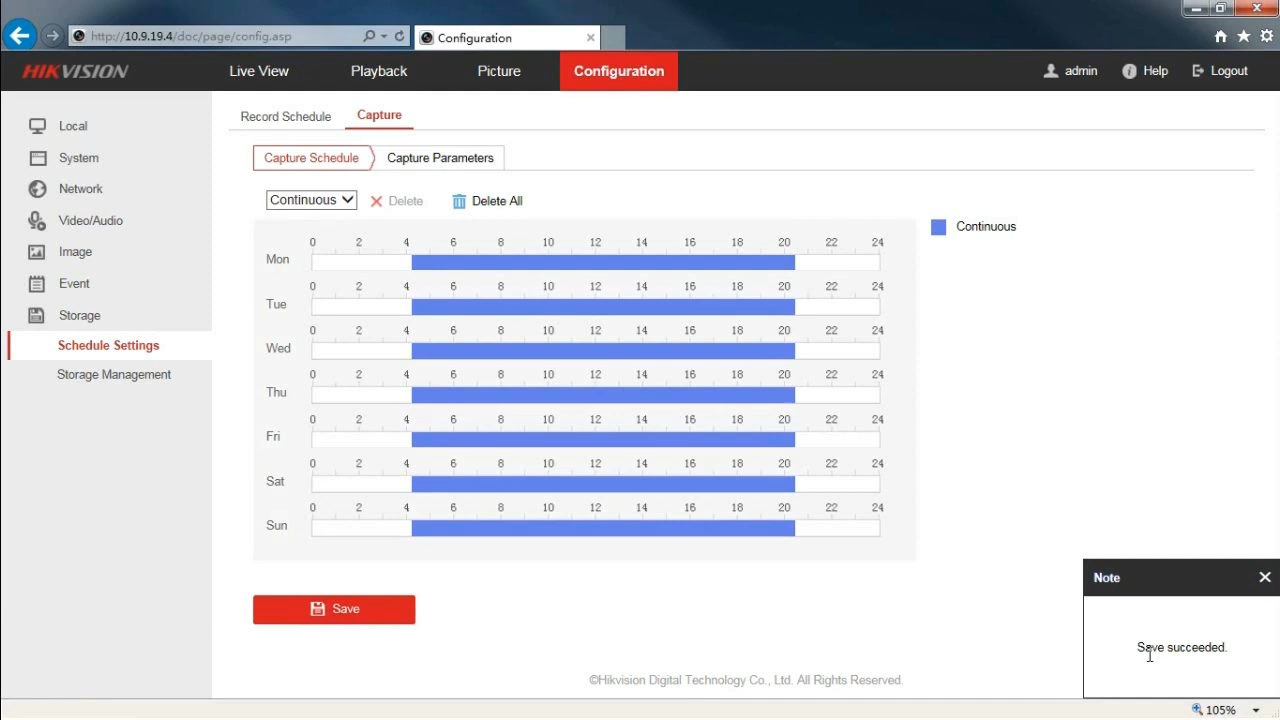 http://10.9.19.4/doc/page/config.asp
Configuration
HIKVISION
Live View
Playback
Picture
Configuration
admin
Help
Logout
Local
System
Network
Video/Audio
Image
Event
Storage
Schedule Settings
Storage Management
Record Schedule
Capture
Capture Schedule
Capture Parameters
Continuous
Delete
Delete All
Continuous
0 2 4 6 8 10 12 14 16 18 20 22 24
Mon
0 2 4 6 8 10 12 14 16 18 20 22 24
Tue
0 2 4 6 8 10 12 14 16 18 20 22 24
Wed
0 2 4 6 8 10 12 14 16 18 20 22 24
Thu
0 2 4 6 8 10 12 14 16 18 20 22 24
Fri
0 2 4 6 8 10 12 14 16 18 20 22 24
Sat
0 2 4 6 8 10 12 14 16 18 20 22 24
Sun
Save
Note
Save succeeded.
©Hikvision Digital Technology Co., Ltd. All Rights Reserved.
105%